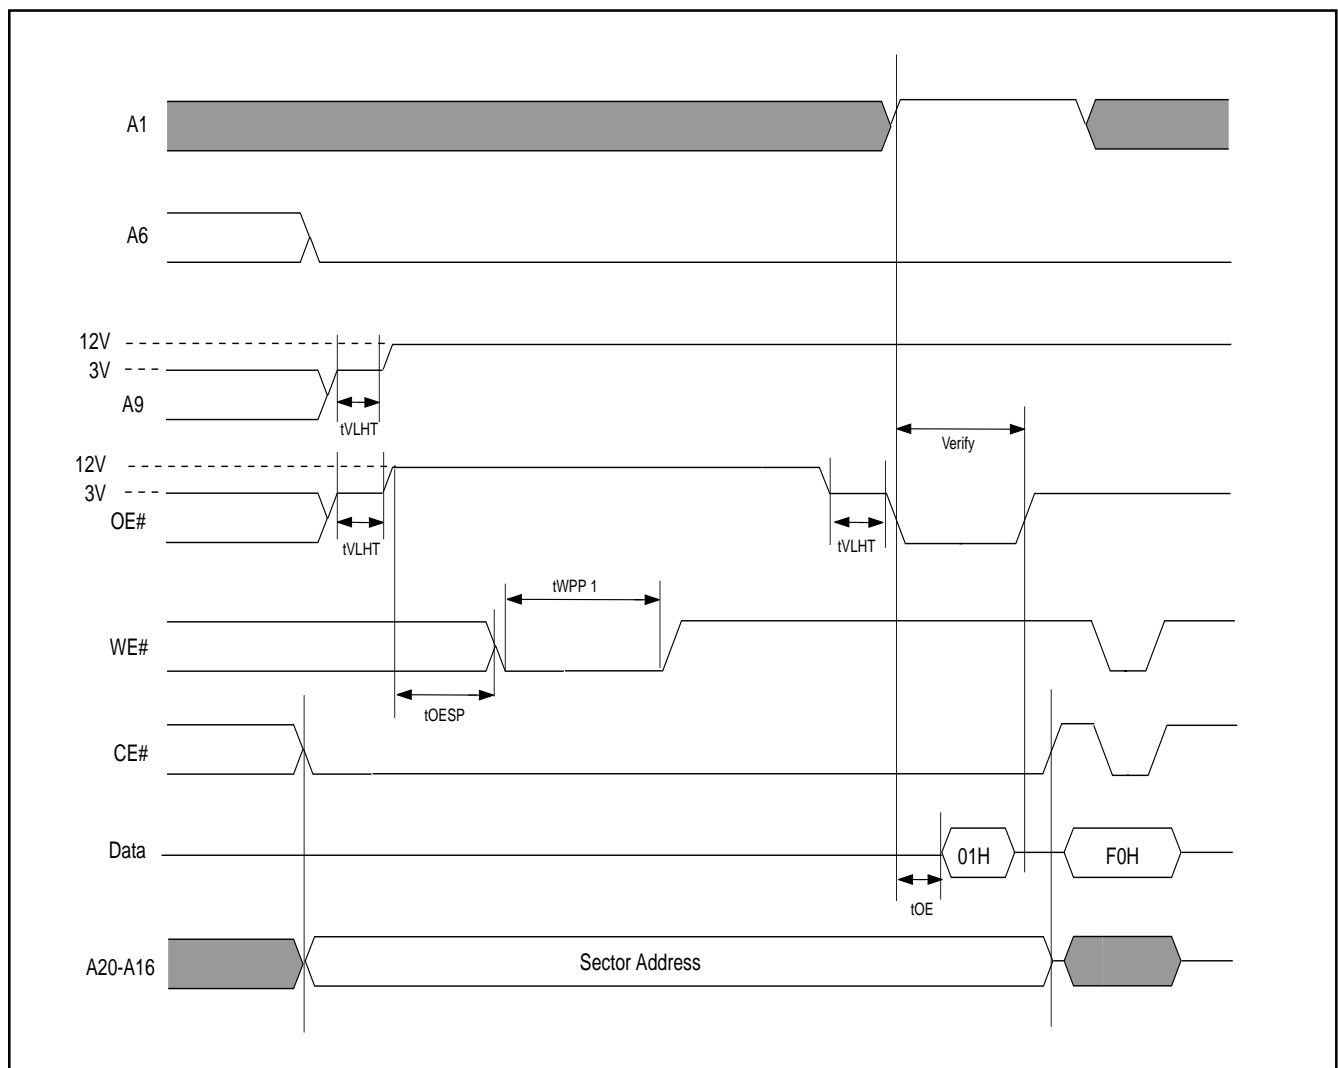 A1
A6
12V
3V
A9
tVLHT
Verify
12V
3V
OE#
tVLHT
tVLHT
tWPP 1
WE#
tOESP
CE#
Data
01H
F0H
tOE
A20-A16
Sector Address